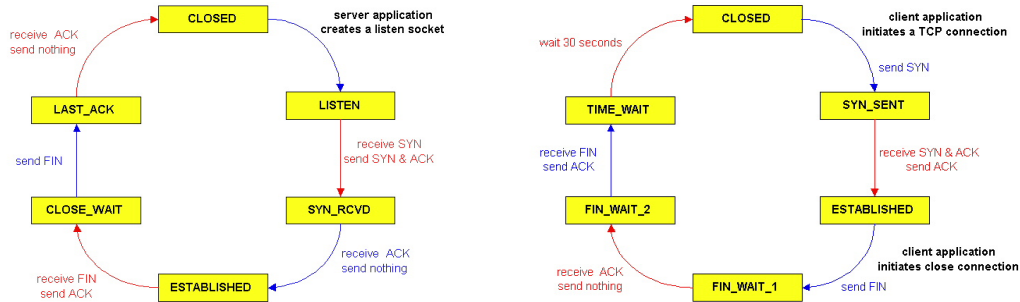 CLOSED
server application
creates a listen socket
receive ACK
send nothing
LAST_ACK
LISTEN
send FIN
receive SYN
send SYN & ACK
CLOSE_WAIT
SYN_RCVD
receive FIN
send ACK
receive ACK
send nothing
ESTABLISHED
CLOSED
client application
initiates a TCP connection
wait 30 seconds
send SYN
TIME_WAIT
SYN_SENT
receive FIN
send ACK
receive SYN & ACK
send ACK
FIN_WAIT_2
ESTABLISHED
receive ACK
send nothing
client application
initiates close connection
FIN_WAIT_1
send FIN